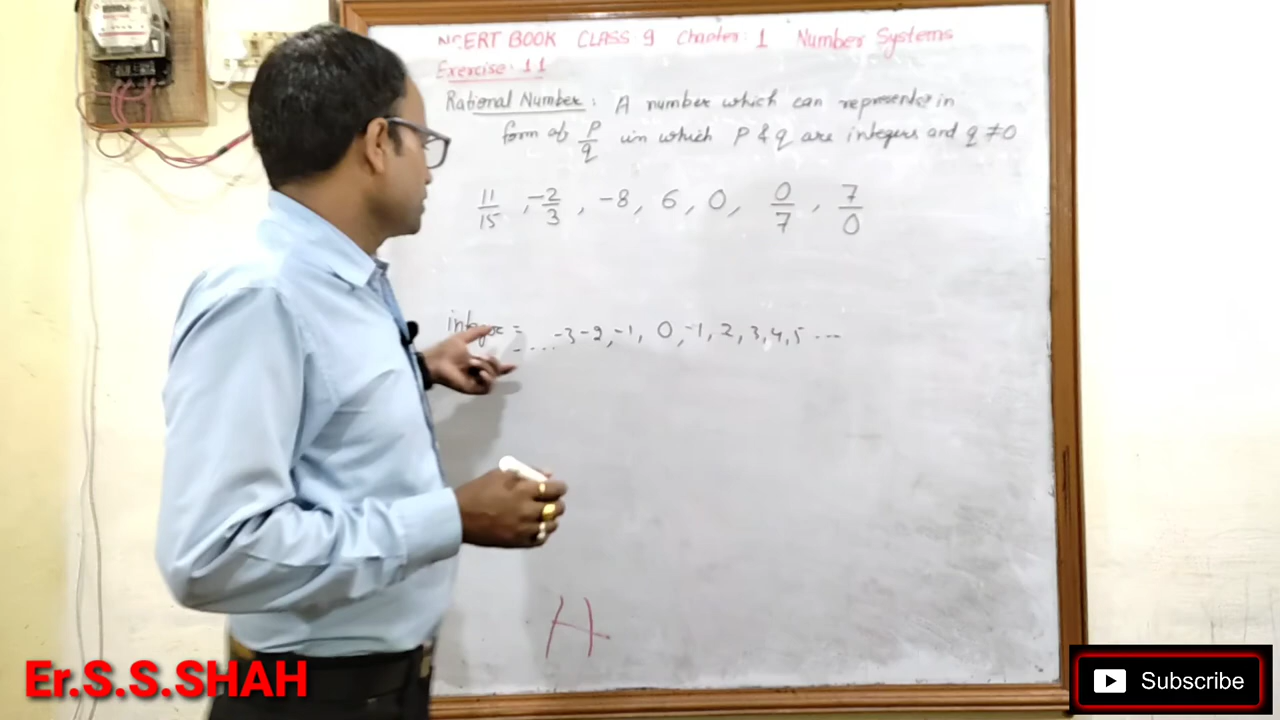 NCERT BOOK CLASS 9 Chapter: 1 Number Systems
Exercise: 1.1
Rational Number: A number which can represente in
form of p/q in which p & q are integers and q ≠ 0
11/15, -2/3, -8, 6, 0, 0/7, 7/0
integer = .... -3 -2, -1, 0, -1, 2, 3, 4, 5 ...
Er.S.S.SHAH
Subscribe